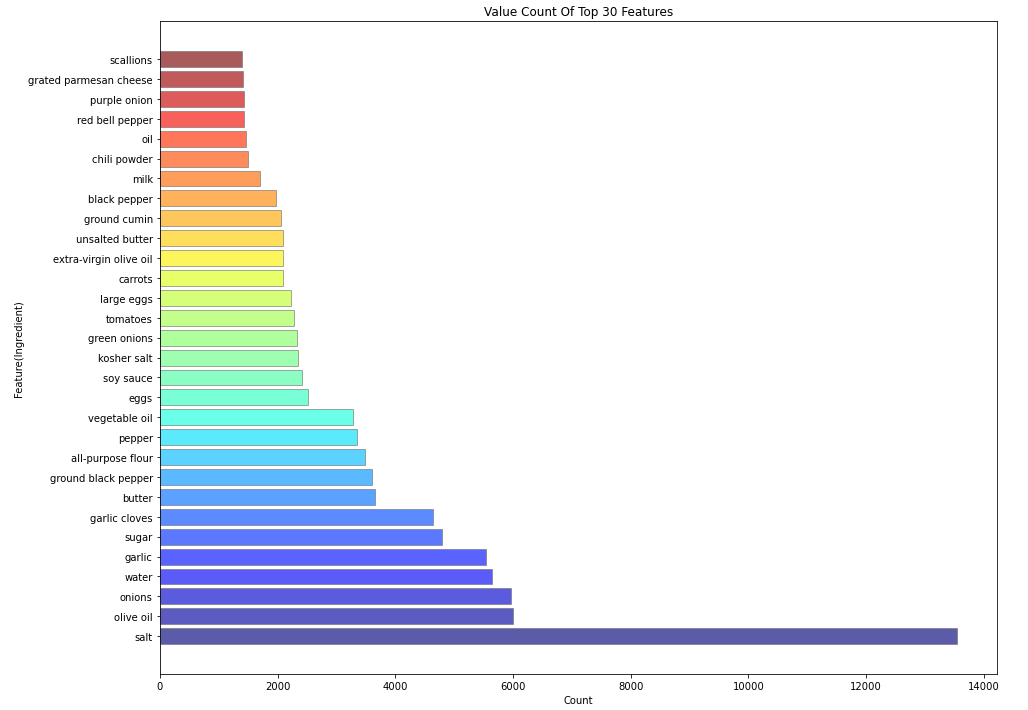 Value Count Of Top 30 Features
scallions
grated parmesan cheese
purple onion
red bell pepper
oil
chili powder
milk
black pepper
ground cumin
unsalted butter
extra-virgin olive oil
carrots
large eggs
tomatoes
green onions
kosher salt
soy sauce
eggs
vegetable oil
pepper
all-purpose flour
ground black pepper
butter
garlic cloves
sugar
garlic
water
onions
olive oil
salt
Feature(Ingredient)
0 2000 4000 6000 8000 10000 12000 14000
Count